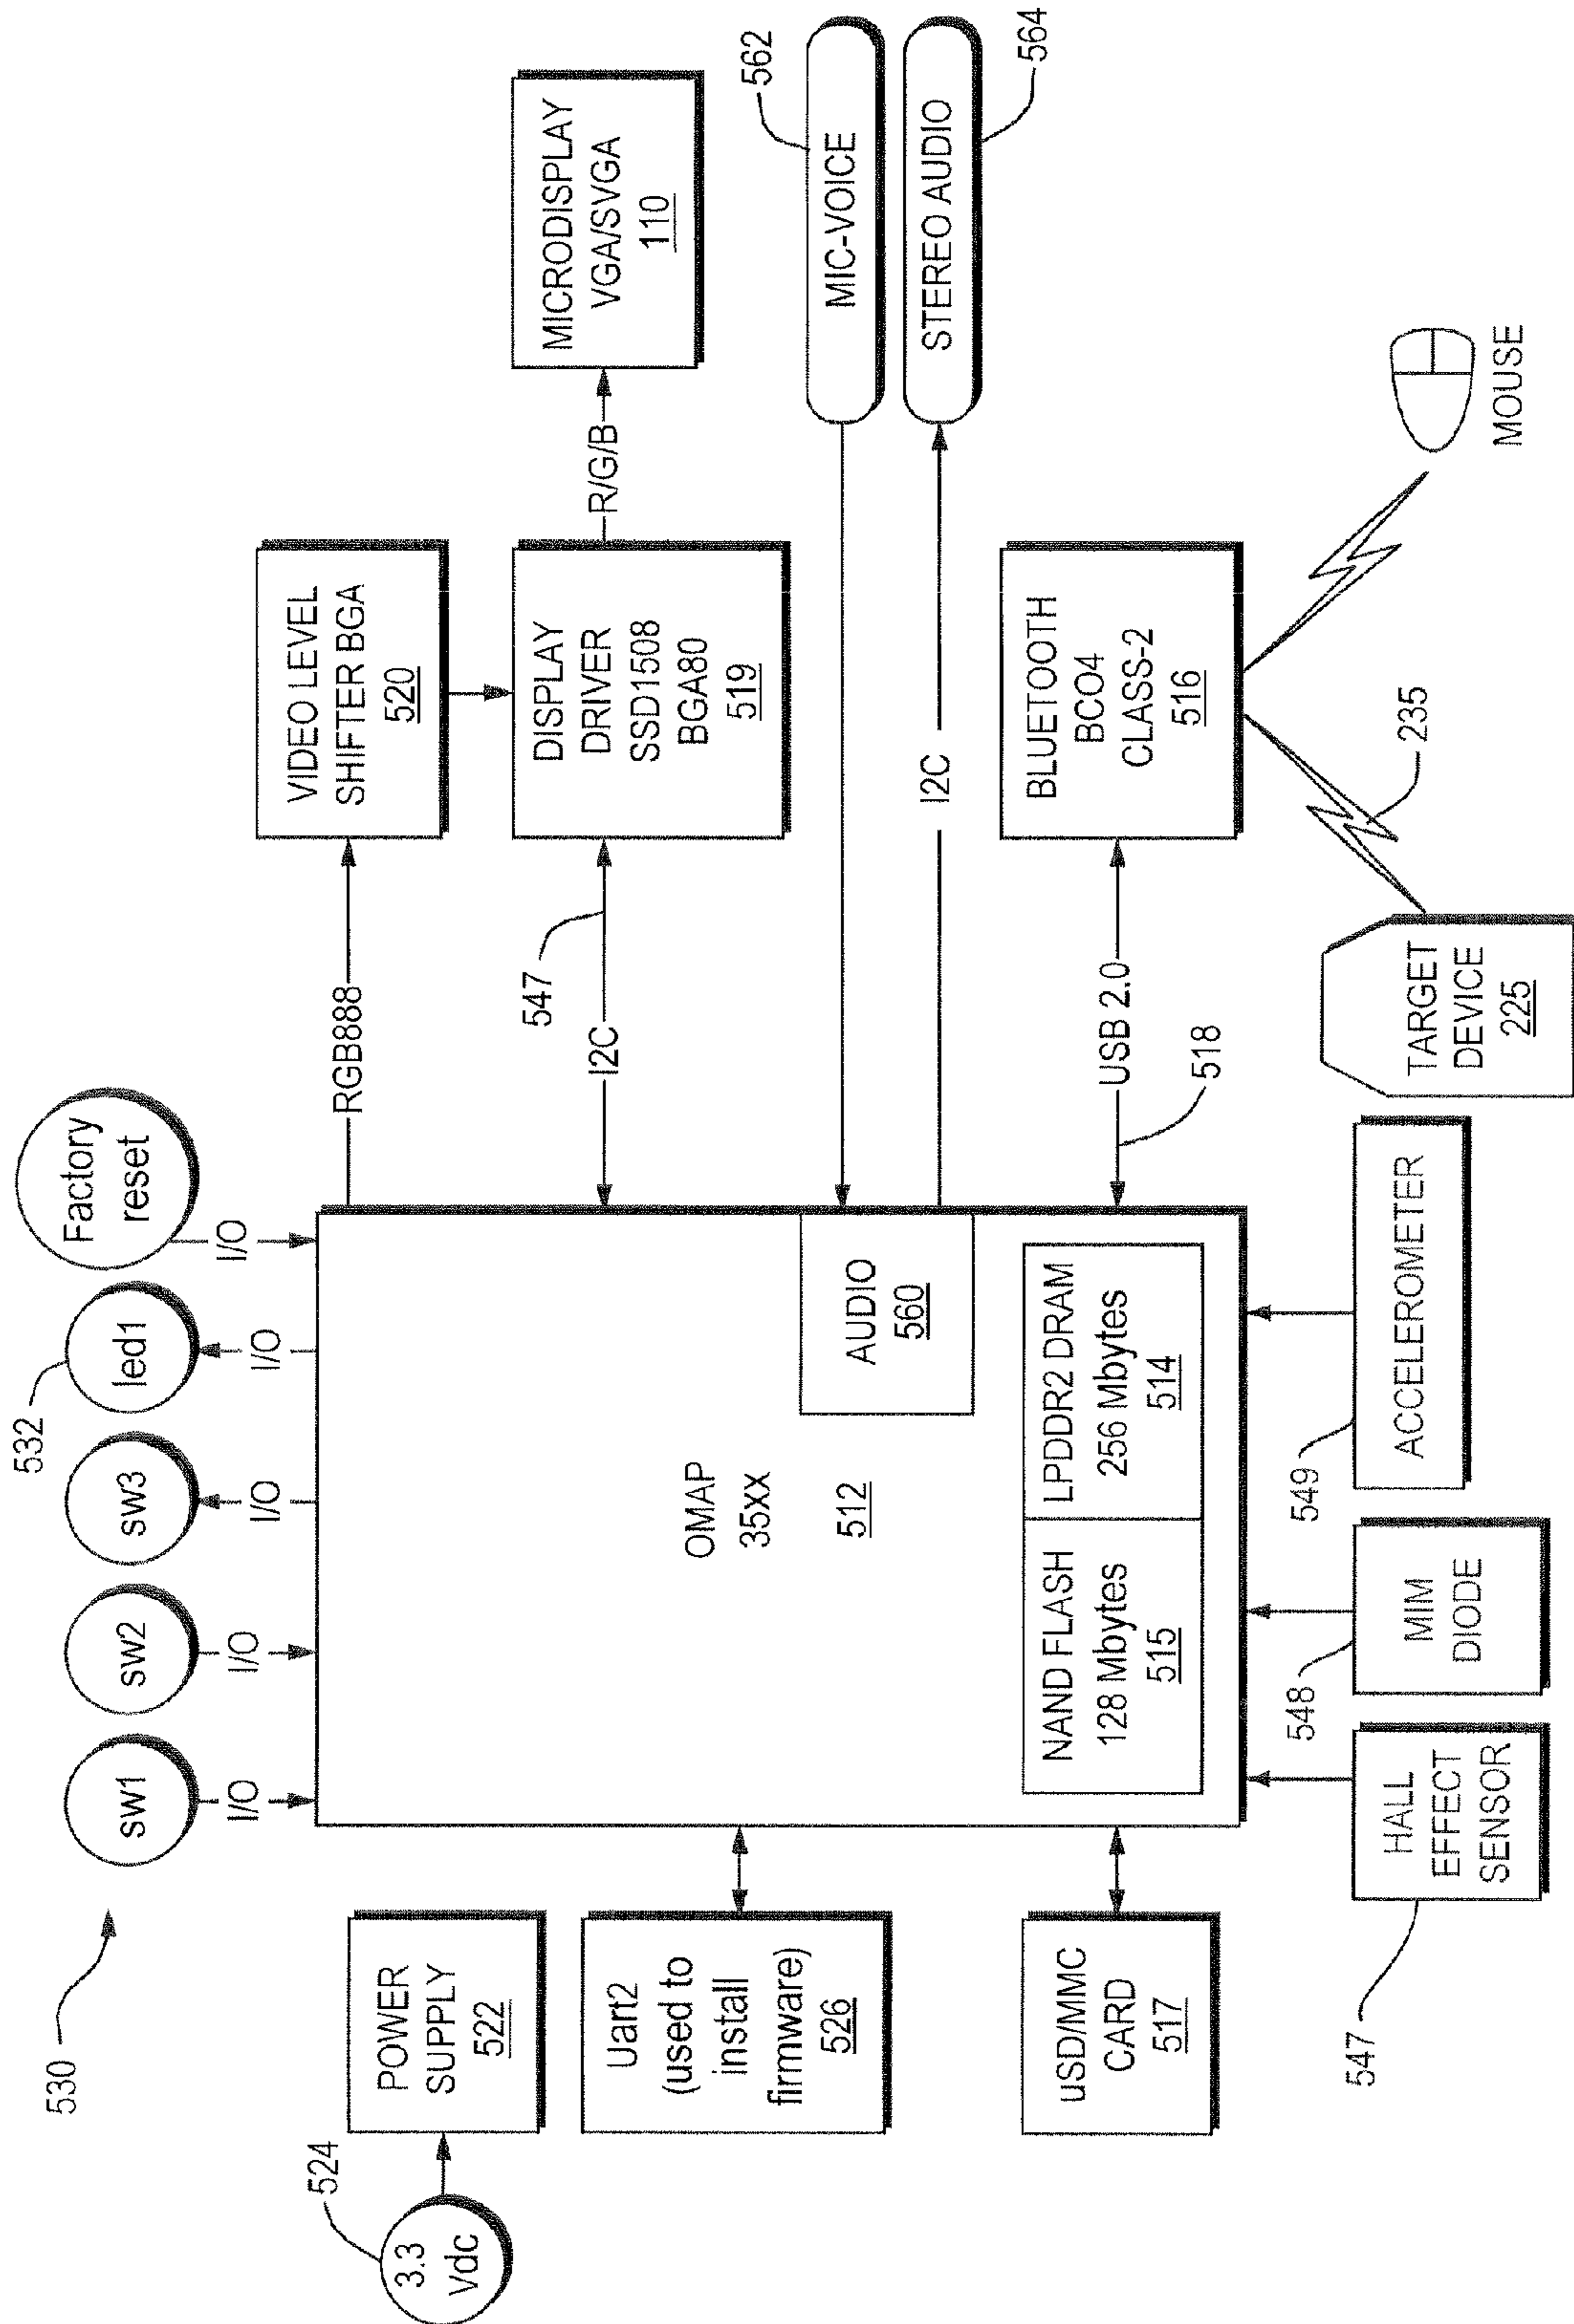 530
sw1
sw2
sw3
532
led1
Factory
reset
I/O
I/O
I/O
I/O
I/O
524
3.3
vdc
POWER
SUPPLY
522
Uart2
(used to
install
firmware)
526
uSD/MMC
CARD
517
OMAP
35xx
512
AUDIO
560
NAND FLASH
128 Mbytes
515
LPDDR2 DRAM
256 Mbytes
514
547
HALL
EFFECT
SENSOR
548
MIM
DIODE
549
ACCELEROMETER
RGB888
VIDEO LEVEL
SHIFTER BGA
520
I2C
547
DISPLAY
DRIVER
SSD1508
BGA80
519
R/G/B
MICRODISPLAY
VGA/SVGA
110
MIC-VOICE
562
I2C
STEREO AUDIO
564
USB 2.0
518
BLUETOOTH
BCO4
CLASS-2
516
235
TARGET
DEVICE
225
MOUSE